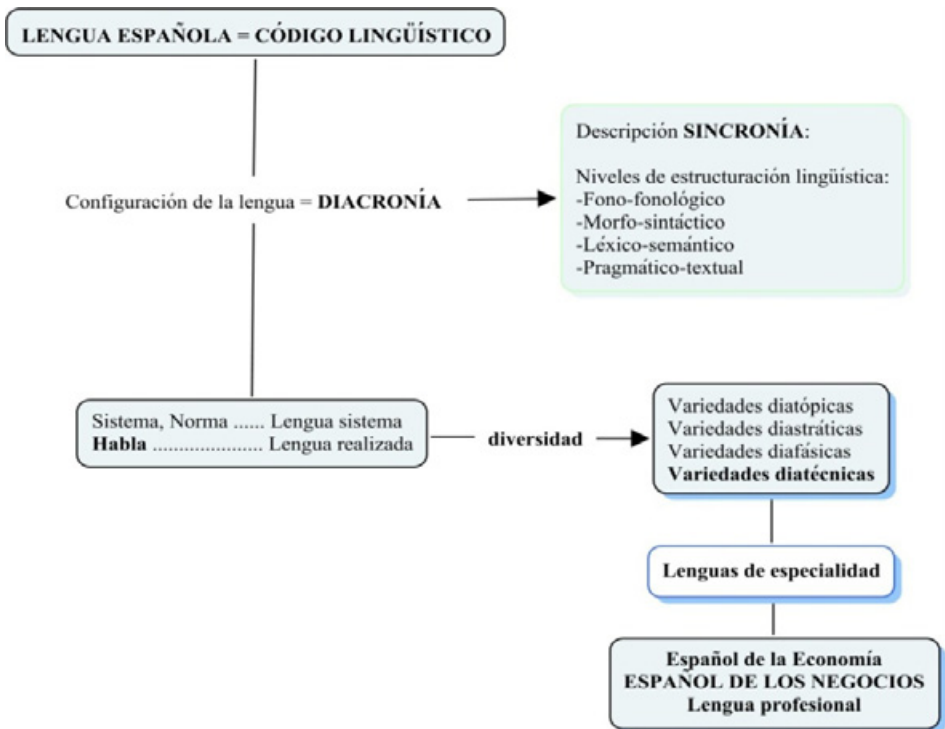 LENGUA ESPAÑOLA = CÓDIGO LINGÜÍSTICO
Descripción SINCRONÍA:
Niveles de estructuración lingüística:
-Fono-fonológico
-Morfo-sintáctico
-Léxico-semántico
-Pragmático-textual
Configuración de la lengua = DIACRONÍA
Sistema, Norma ...... Lengua sistema
Habla ...................... Lengua realizada
diversidad
Variedades diatópicas
Variedades diastráticas
Variedades diafásicas
Variedades diatécnicas
Lenguas de especialidad
Español de la Economía
ESPAÑOL DE LOS NEGOCIOS
Lengua profesional